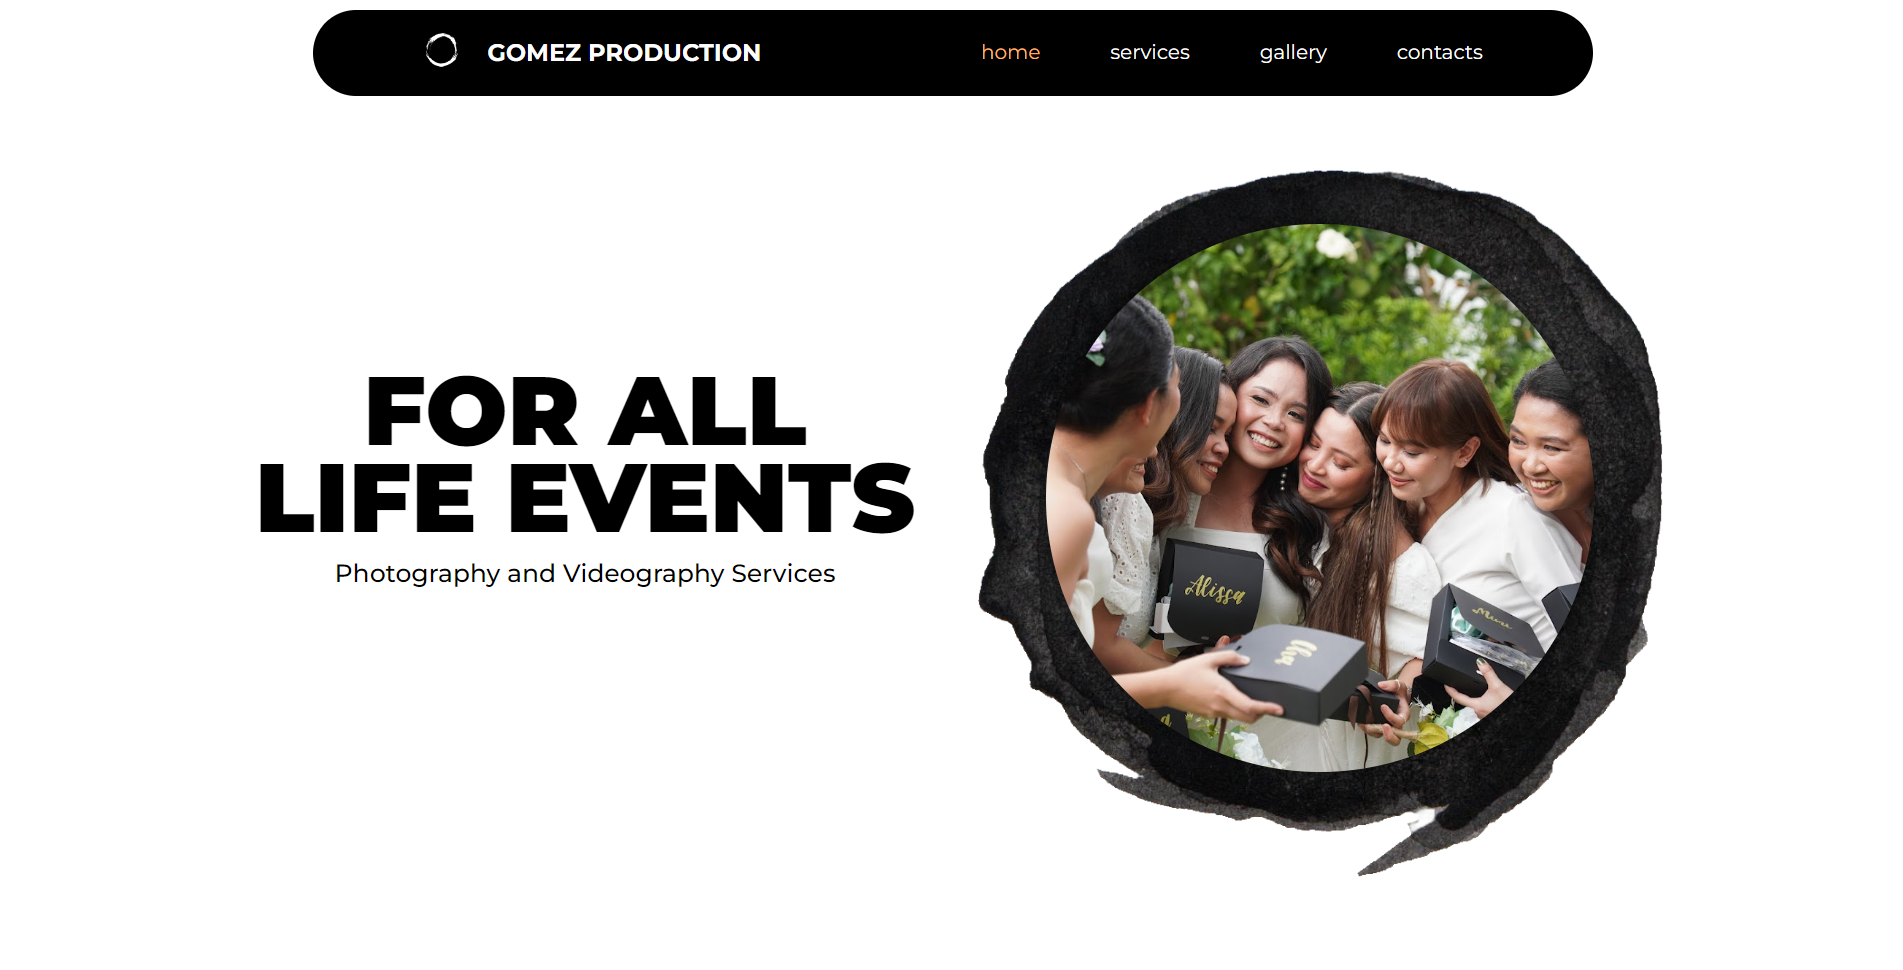 GOMEZ PRODUCTION
home
services
gallery
contacts
FOR ALL
LIFE EVENTS
Photography and Videography Services
Alissa